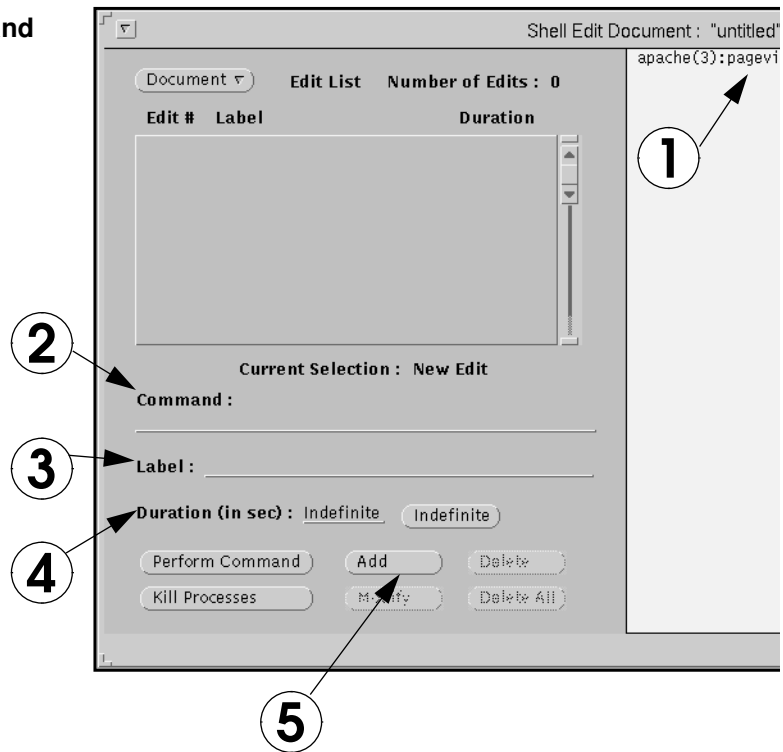 and
Shell Edit Document : "untitled"
Document
Edit List
Number of Edits : 0
apache(3):pagevi
1
Edit # Label Duration
2
Current Selection : New Edit
Command :
3
Label :
4
Duration (in sec) : Indefinite Indefinite
Perform Command Add Delete
Kill Processes Modify Delete All
5